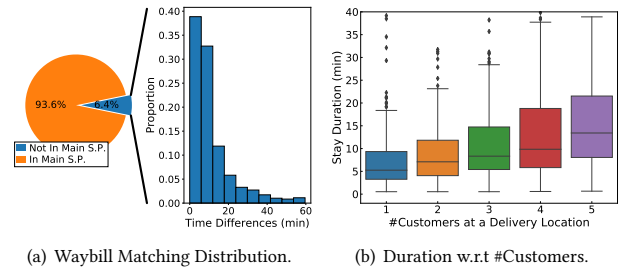 93.6%
6.4%
Not In Main S.P.
In Main S.P.
Proportion
0.40
0.35
0.30
0.25
0.20
0.15
0.10
0.05
0.00
0 20 40 60
Time Differences (min)
(a) Waybill Matching Distribution.
Stay Duration (min)
40
35
30
25
20
15
10
5
0
1 2 3 4 5
#Customers at a Delivery Location
(b) Duration w.r.t #Customers.